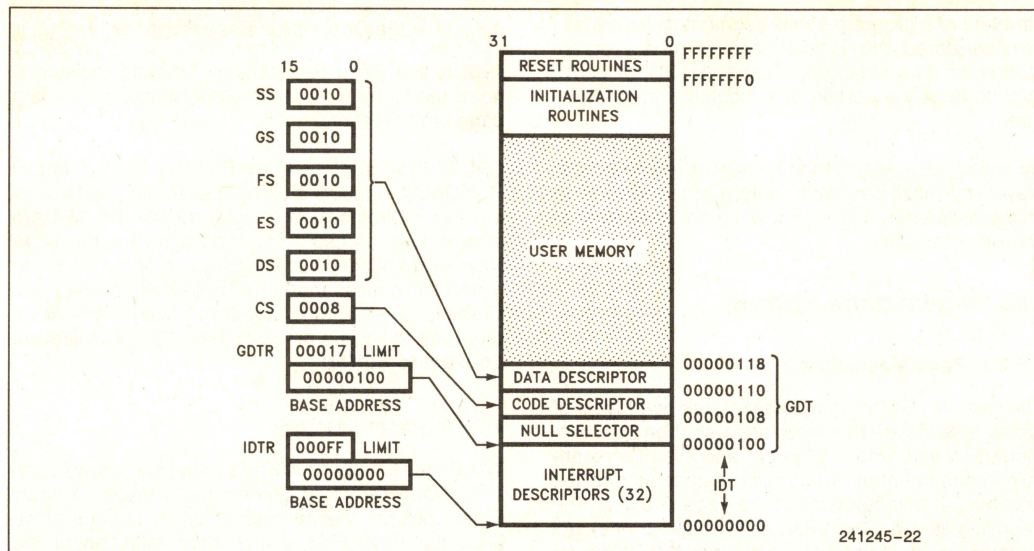 31 0
FFFFFFFF
RESET ROUTINES
FFFFFFF0
INITIALIZATION
ROUTINES
15 0
SS 0010
GS 0010
FS 0010
ES 0010
DS 0010
CS 0008
GDTR 00017 LIMIT
00000100
BASE ADDRESS
IDTR 000FF LIMIT
00000000
BASE ADDRESS
USER MEMORY
00000118
DATA DESCRIPTOR
00000110
CODE DESCRIPTOR
00000108
NULL SELECTOR
00000100
GDT
INTERRUPT
DESCRIPTORS (32)
IDT
00000000
241245-22